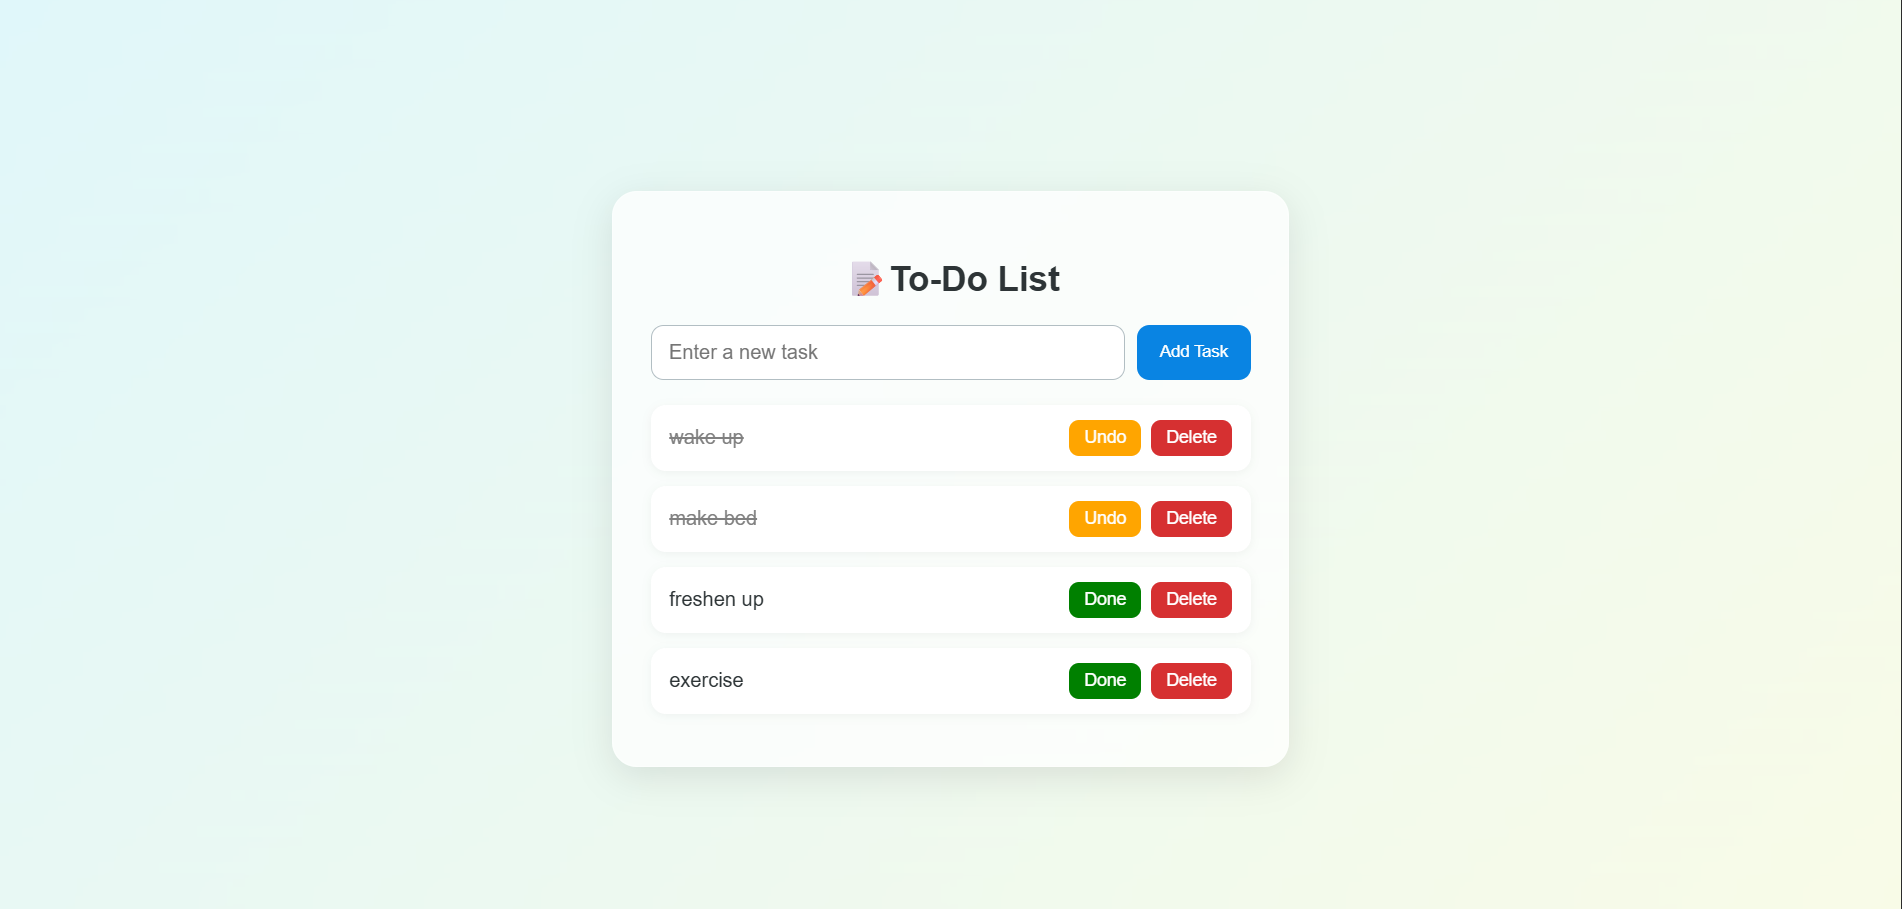 To-Do List
Enter a new task
Add Task
wake up
Undo
Delete
make bed
Undo
Delete
freshen up
Done
Delete
exercise
Done
Delete